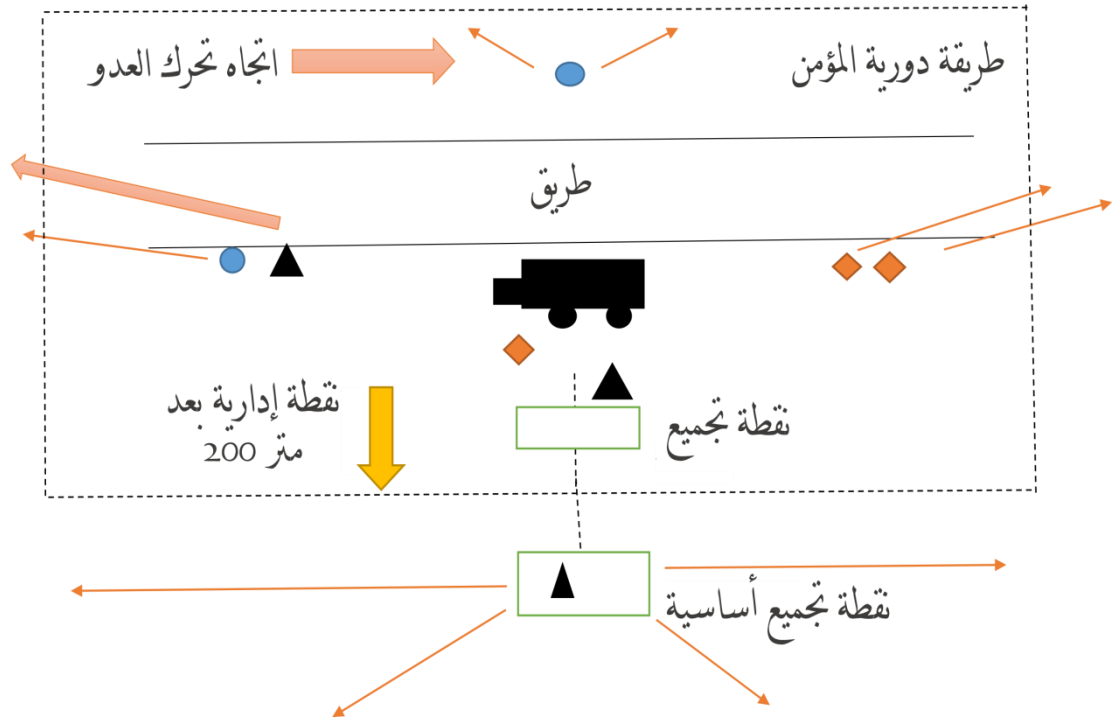 طريقة دورية المؤمن
اتجاه تحرك العدو
طريق
نقطة إدارية بعد
200 متر
نقطة تجميع
نقطة تجميع أساسية